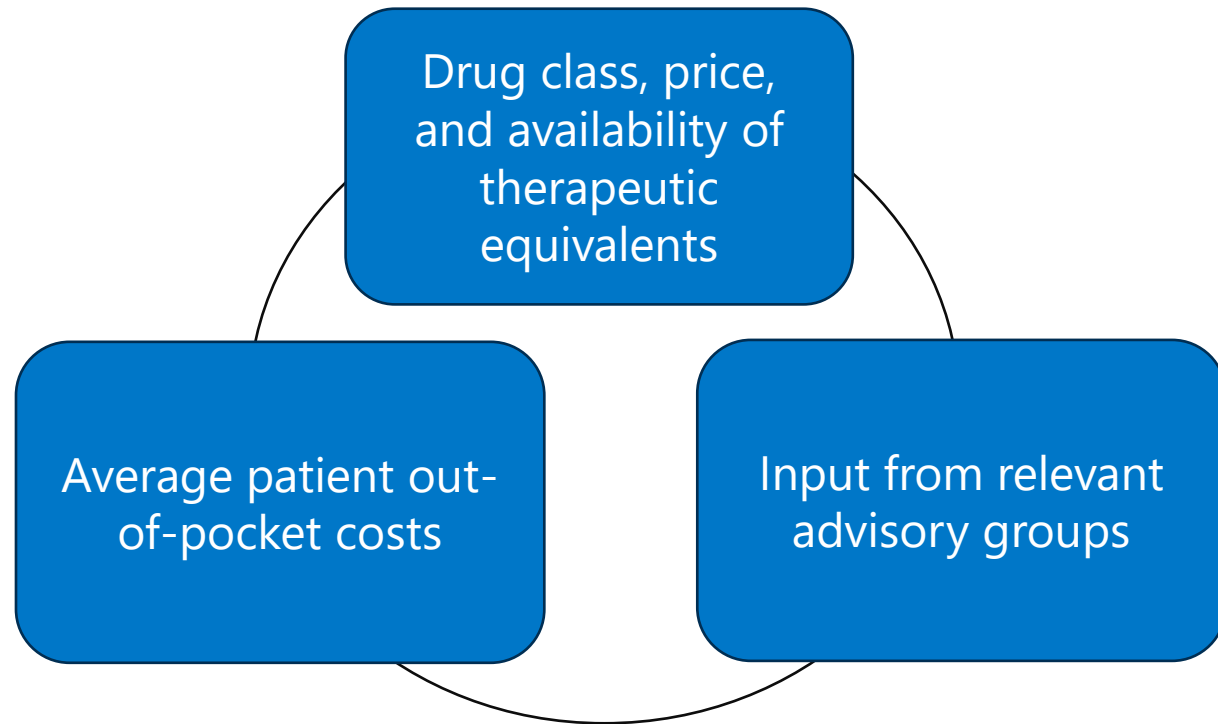 Drug class, price,
and availability of
therapeutic
equivalents
Average patient out-
of-pocket costs
Input from relevant
advisory groups